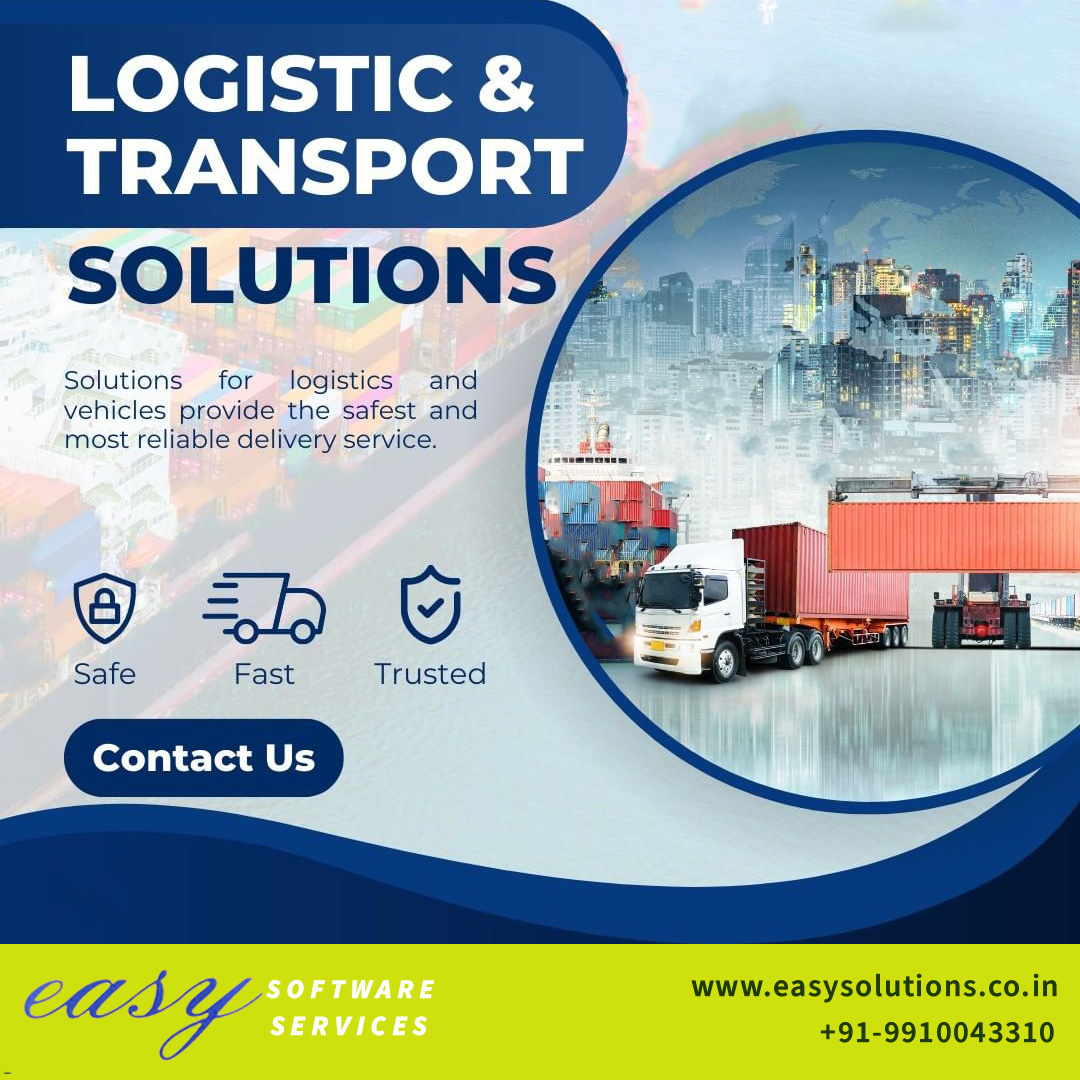 LOGISTIC &
TRANSPORT
SOLUTIONS
Solutions for logistics and
vehicles provide the safest and
most reliable delivery service.
Safe Fast Trusted
Contact Us
easy SOFTWARE
SERVICES
www.easysolutions.co.in
+91-9910043310